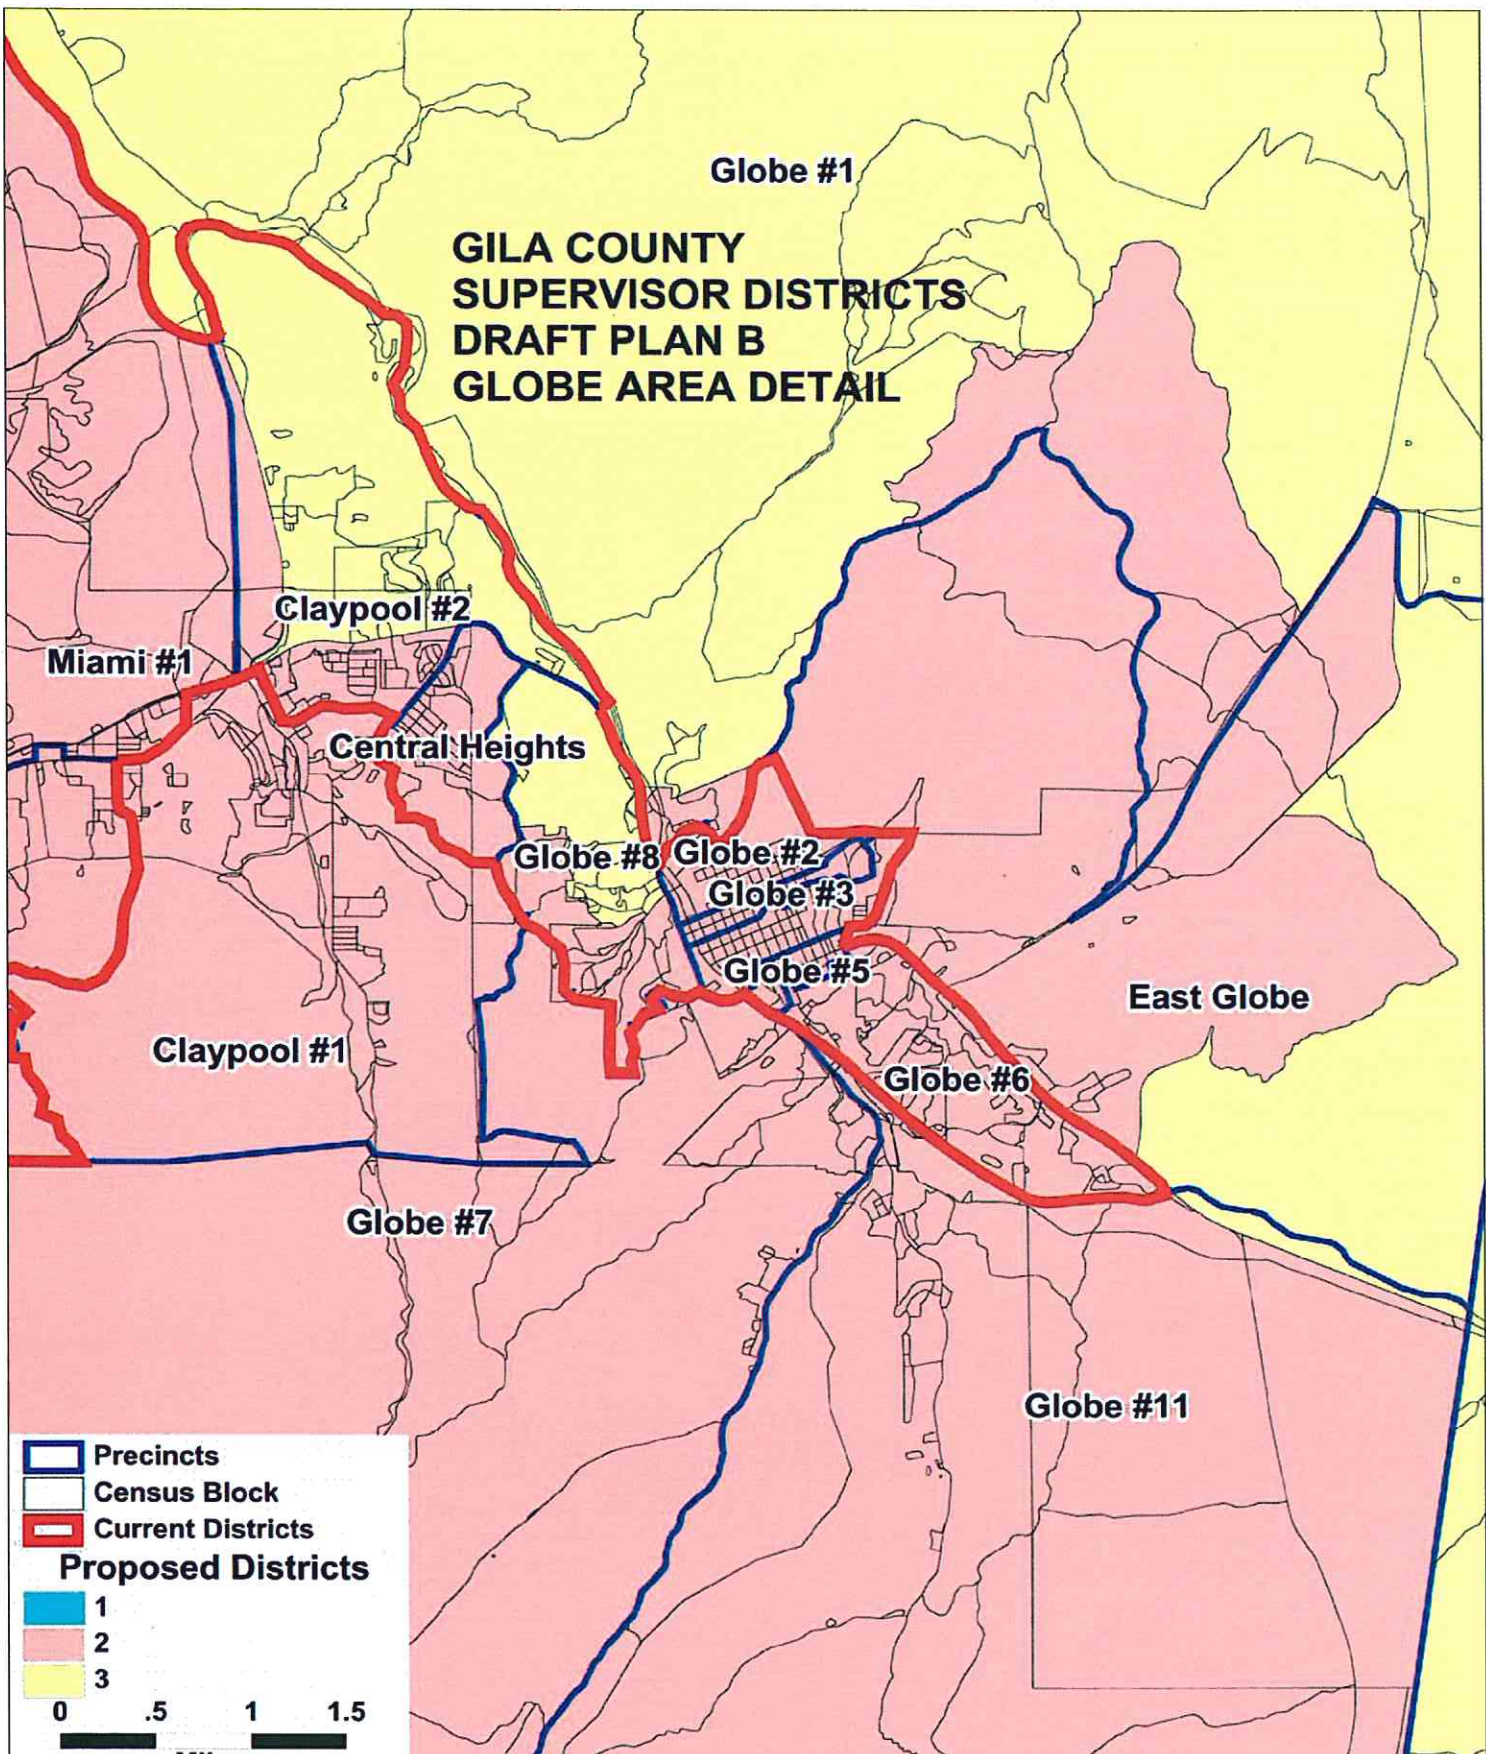 Globe #1
GILA COUNTY
SUPERVISOR DISTRICTS
DRAFT PLAN B
GLOBE AREA DETAIL
Claypool #2
Miami #1
Central Heights
Globe #8
Globe #2
Globe #3
Globe #5
East Globe
Claypool #1
Globe #6
Globe #7
Globe #11
Precincts
Census Block
Current Districts
Proposed Districts
1
2
3
0 .5 1 1.5